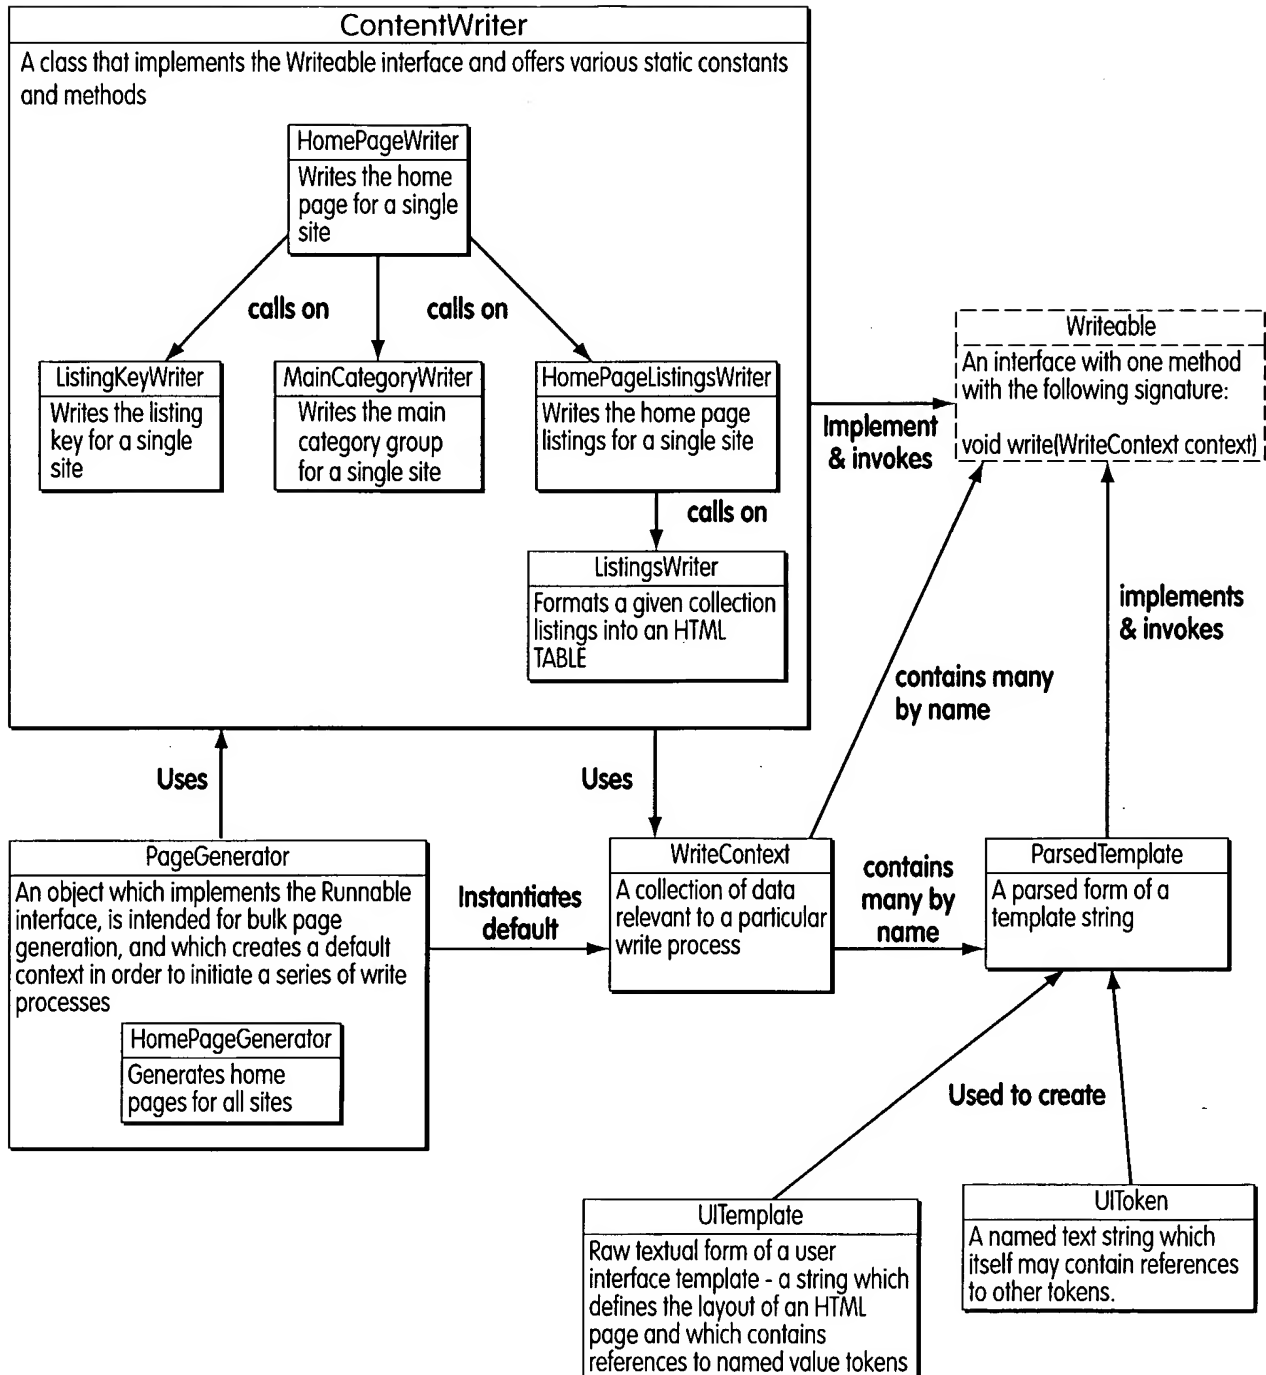 ContentWriter
A class that implements the Writeable interface and offers various static constants
and methods
HomePageWriter
Writes the home
page for a single
site
calls on
calls on
ListingKeyWriter
Writes the listing
key for a single
site
MainCategoryWriter
Writes the main
category group
for a single site
HomePageListingsWriter
Writes the home page
listings for a single site
calls on
ListingsWriter
Formats a given collection
listings into an HTML
TABLE
Implement
& invokes
Writeable
An interface with one method
with the following signature:
void write(WriteContext context)
contains many
by name
implements
& invokes
Uses
Uses
PageGenerator
An object which implements the Runnable
interface, is intended for bulk page
generation, and which creates a default
context in order to initiate a series of write
processes
HomePageGenerator
Generates home
pages for all sites
Instantiates
default
WriteContext
A collection of data
relevant to a particular
write process
contains
many by
name
ParsedTemplate
A parsed form of a
template string
Used to create
UITemplate
Raw textual form of a user
interface template - a string which
defines the layout of an HTML
page and which contains
references to named value tokens
UIToken
A named text string which
itself may contain references
to other tokens.